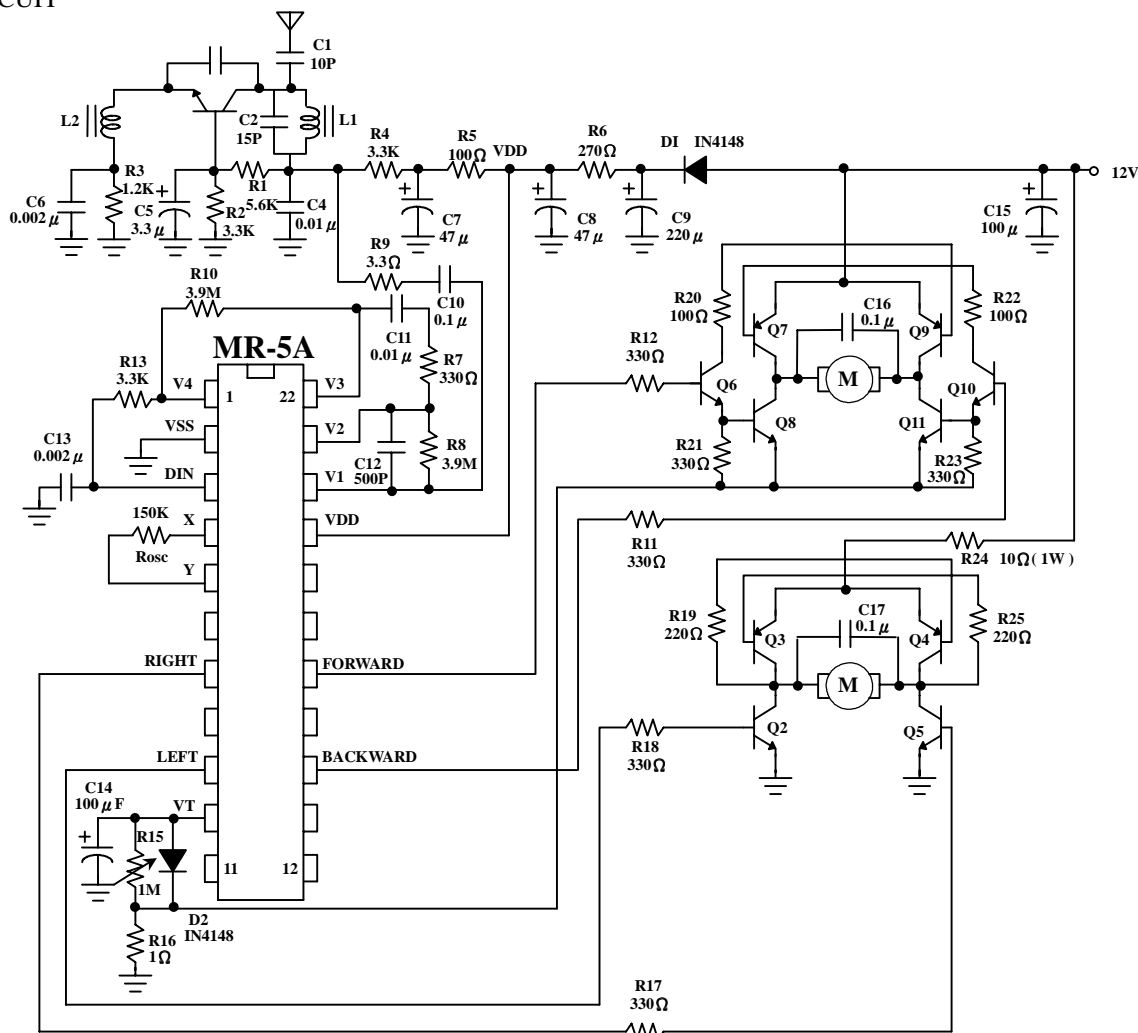 CUIT
C1
10P
L2
C2
15P
L1
R4
3.3K
R5
100Ω
VDD
R6
270Ω
DI IN4148
12V
R3
1.2K
R1
5.6K
C6
0.002μ
C5
3.3μ
R2
3.3K
C4
0.01μ
C7
47μ
C8
47μ
C9
220μ
C15
100μ
R9
3.3Ω
R10
3.9M
C10
0.1μ
C11
0.01μ
R7
330Ω
R20
100Ω
R22
100Ω
C16
0.1μ
Q7
Q9
R12
330Ω
MR-5A
R13
3.3K
V4
1
22
V3
M
Q6
Q10
VSS
V2
Q8
Q11
C13
0.002μ
R8
3.9M
R21
330Ω
R23
330Ω
C12
500P
DIN
V1
150K
X
VDD
Rosc
R11
330Ω
Y
R24 10Ω(1W)
R19
220Ω
C17
0.1μ
R25
220Ω
Q3
Q4
RIGHT
FORWARD
M
Q2
Q5
R18
330Ω
LEFT
BACKWARD
C14
100μF
VT
R15
1M
11
12
D2
IN4148
R16
1Ω
R17
330Ω